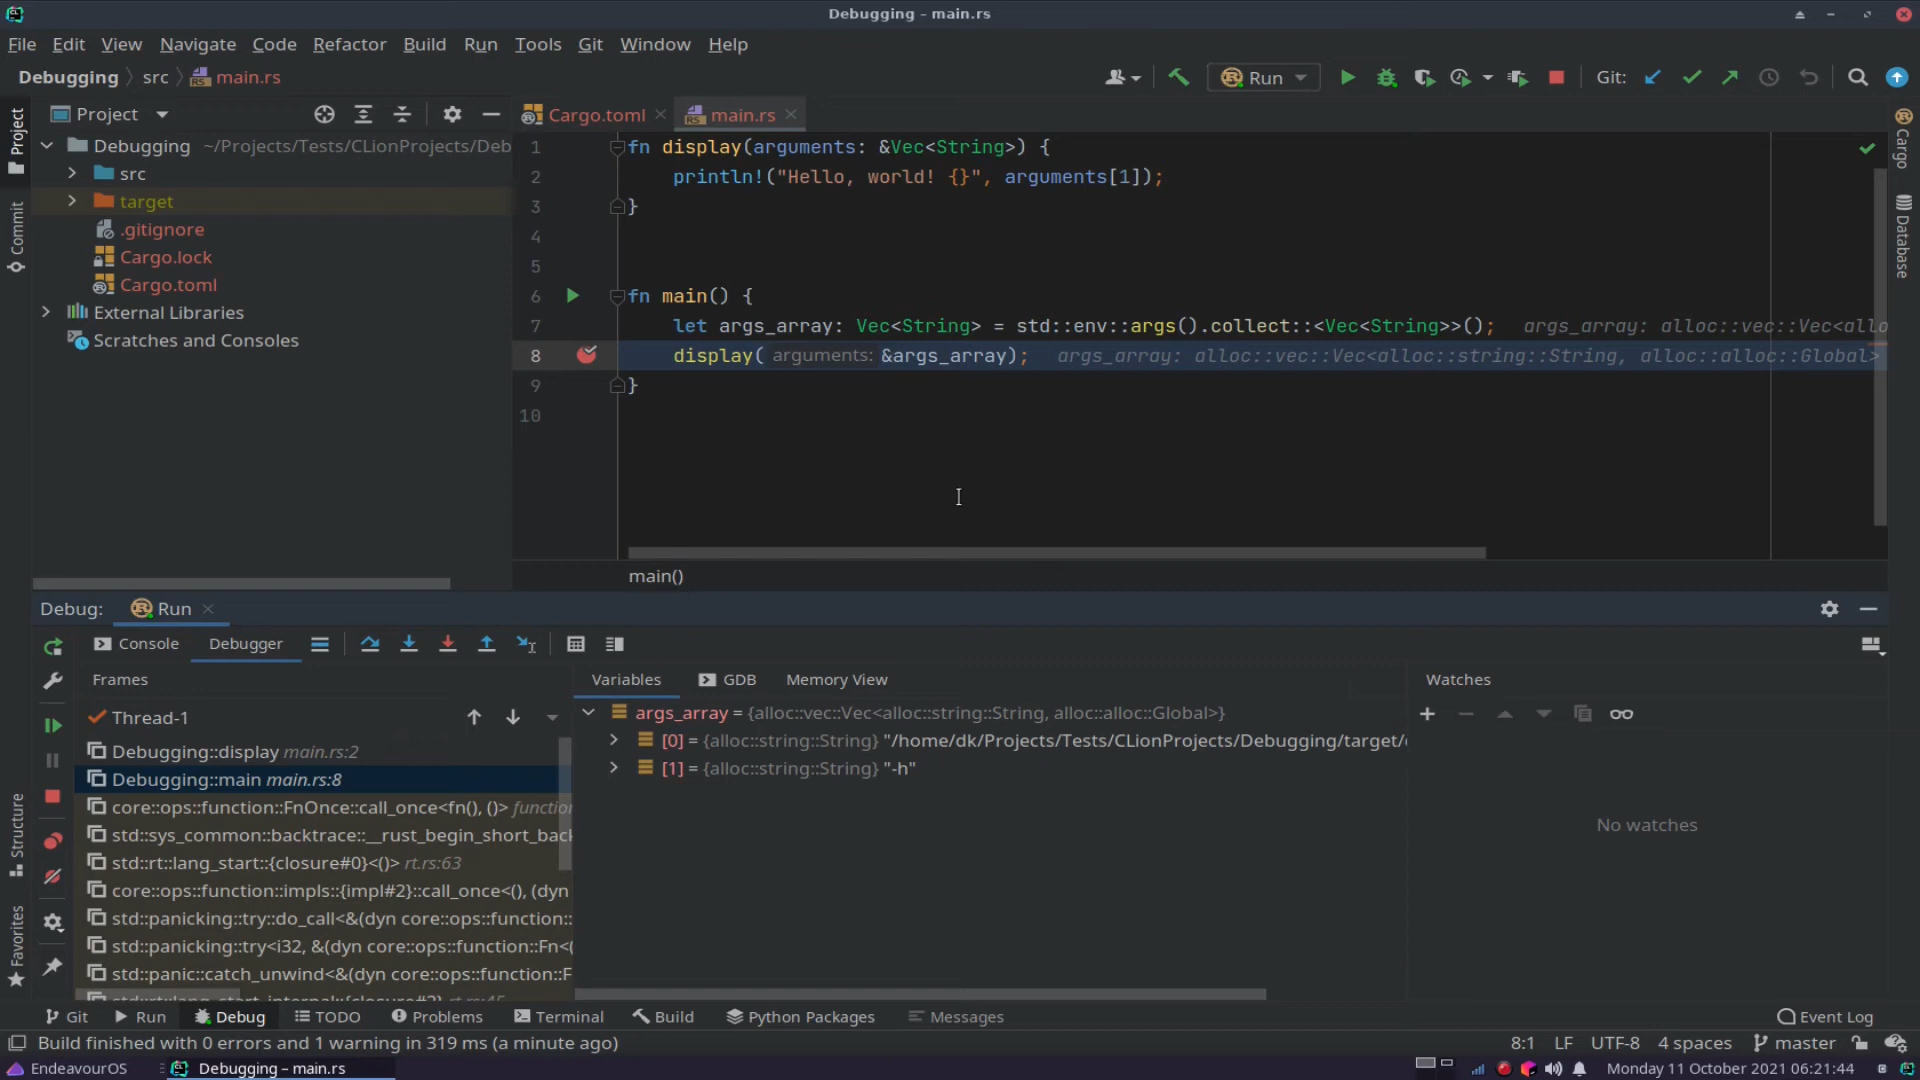 Debugging – main.rs
File Edit View Navigate Code Refactor Build Run Tools Git Window Help
Debugging src main.rs Run Git:
Project Cargo.toml main.rs
Debugging ~/Projects/Tests/CLionProjects/Deb
src
target
.gitignore
Cargo.lock
Cargo.toml
External Libraries
Scratches and Consoles
1 fn display(arguments: &Vec<String>) {
2 println!("Hello, world! {}", arguments[1]);
3 }
4
5
6 fn main() {
7 let args_array: Vec<String> = std::env::args().collect::<Vec<String>>(); args_array: alloc::vec::Vec<allo
8 display( arguments: &args_array); args_array: alloc::vec::Vec<alloc::string::String, alloc::alloc::Global>
9 }
10
main()
Project
Commit
Structure
Favorites
Cargo
Database
Debug: Run
Console Debugger
Frames
Thread-1
Debugging::display main.rs:2
Debugging::main main.rs:8
core::ops::function::FnOnce::call_once<fn(), ()> function
std::sys_common::backtrace::__rust_begin_short_back
std::rt::lang_start::{closure#0}<()> rt.rs:63
core::ops::function::impls::{impl#2}::call_once<(), (dyn
std::panicking::try::do_call<&(dyn core::ops::function::
std::panicking::try<i32, &(dyn core::ops::function::Fn<(
std::panic::catch_unwind<&(dyn core::ops::function::F
std::rt::lang_start_internal::{closure#2} rt.rs:45
Variables GDB Memory View
args_array = {alloc::vec::Vec<alloc::string::String, alloc::alloc::Global>}
[0] = {alloc::string::String} "/home/dk/Projects/Tests/CLionProjects/Debugging/target/
[1] = {alloc::string::String} "-h"
Watches
No watches
Git Run Debug TODO Problems Terminal Build Python Packages Messages Event Log
Build finished with 0 errors and 1 warning in 319 ms (a minute ago) 8:1 LF UTF-8 4 spaces master
EndeavourOS Debugging – main.rs Monday 11 October 2021 06:21:44